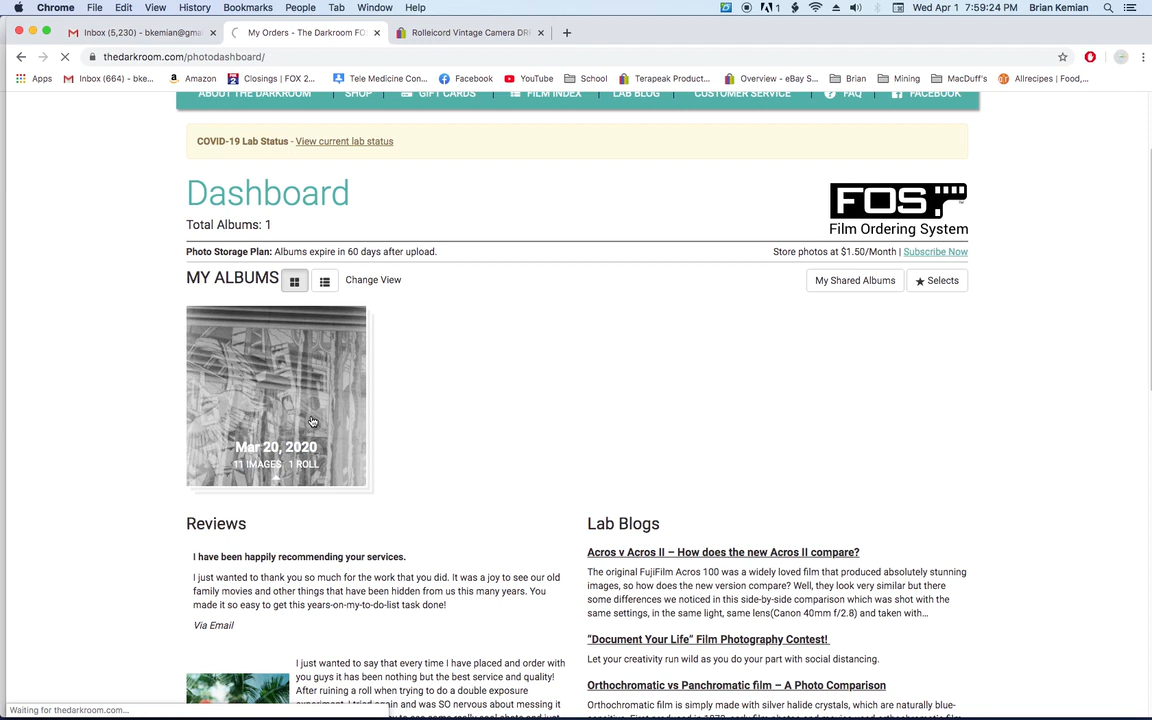 Chrome File Edit View History Bookmarks People Tab Window Help 1 Wed Apr 1 7:59:24 PM Brian Kemian
Inbox (5,230) - bkemian@gma × My Orders - The Darkroom FO × Rolleicord Vintage Camera DR × +
thedarkroom.com/photodashboard/
Apps Inbox (664) - bke... Amazon Closings | FOX 2... Tele Medicine Con... Facebook YouTube School Terapeak Product... Overview - eBay S... Brian Mining MacDuff's Allrecipes | Food,...
ABOUT THE DARKROOM SHOP GIFT CARDS FILM INDEX LAB BLOG CUSTOMER SERVICE FAQ FACEBOOK
COVID-19 Lab Status - View current lab status
Dashboard
FOS
Total Albums: 1
Film Ordering System
Photo Storage Plan: Albums expire in 60 days after upload. Store photos at $1.50/Month | Subscribe Now
MY ALBUMS Change View My Shared Albums Selects
Mar 20, 2020
11 IMAGES 1 ROLL
Reviews
I have been happily recommending your services.
I just wanted to thank you so much for the work that you did. It was a joy to see our old
family movies and other things that have been hidden from us this many years. You
made it so easy to get this years-on-my-to-do-list task done!
Via Email
I just wanted to say that every time I have placed and order with
you guys it has been nothing but the best service and quality!
After ruining a roll when trying to do a double exposure
experiment, I tried again and was SO nervous about messing it
Lab Blogs
Acros v Acros II – How does the new Acros II compare?
The original FujiFilm Acros 100 was a widely loved film that produced absolutely stunning
images, so how does the new version compare? Well, they look very similar but there
some differences we noticed in this side-by-side comparison which was shot with the
same settings, in the same light, same lens(Canon 40mm f/2.8) and taken with...
“Document Your Life” Film Photography Contest!
Let your creativity run wild as you do your part with social distancing.
Orthochromatic vs Panchromatic film – A Photo Comparison
Orthochromatic film is simply made with silver halide crystals, which are naturally blue-
Waiting for thedarkroom.com...